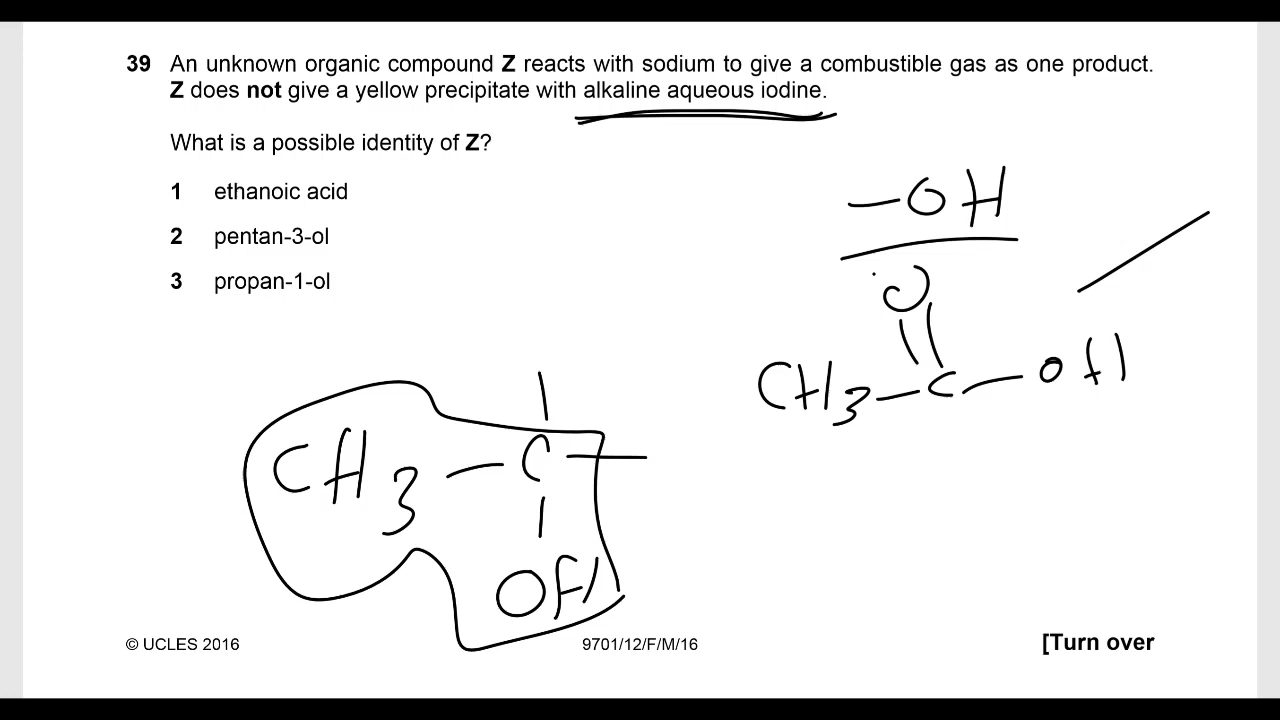 39 An unknown organic compound Z reacts with sodium to give a combustible gas as one product.
Z does not give a yellow precipitate with alkaline aqueous iodine.
What is a possible identity of Z?
1 ethanoic acid
2 pentan-3-ol
3 propan-1-ol
—OH
O
CH3—C—OH
CH3—C—
OH
© UCLES 2016 9701/12/F/M/16 [Turn over